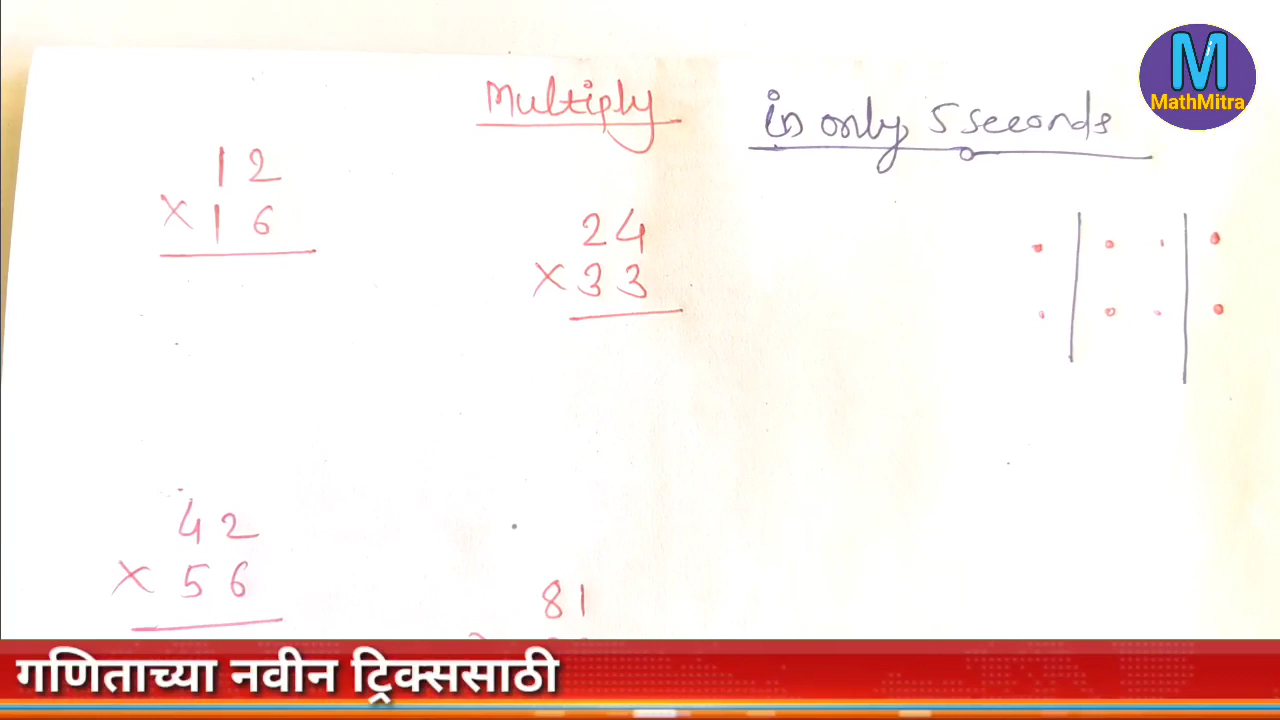 Multiply in only 5 seconds
M
MathMitra
12
×16
24
×33
42
×56
81
गणिताच्या नवीन ट्रिक्ससाठी